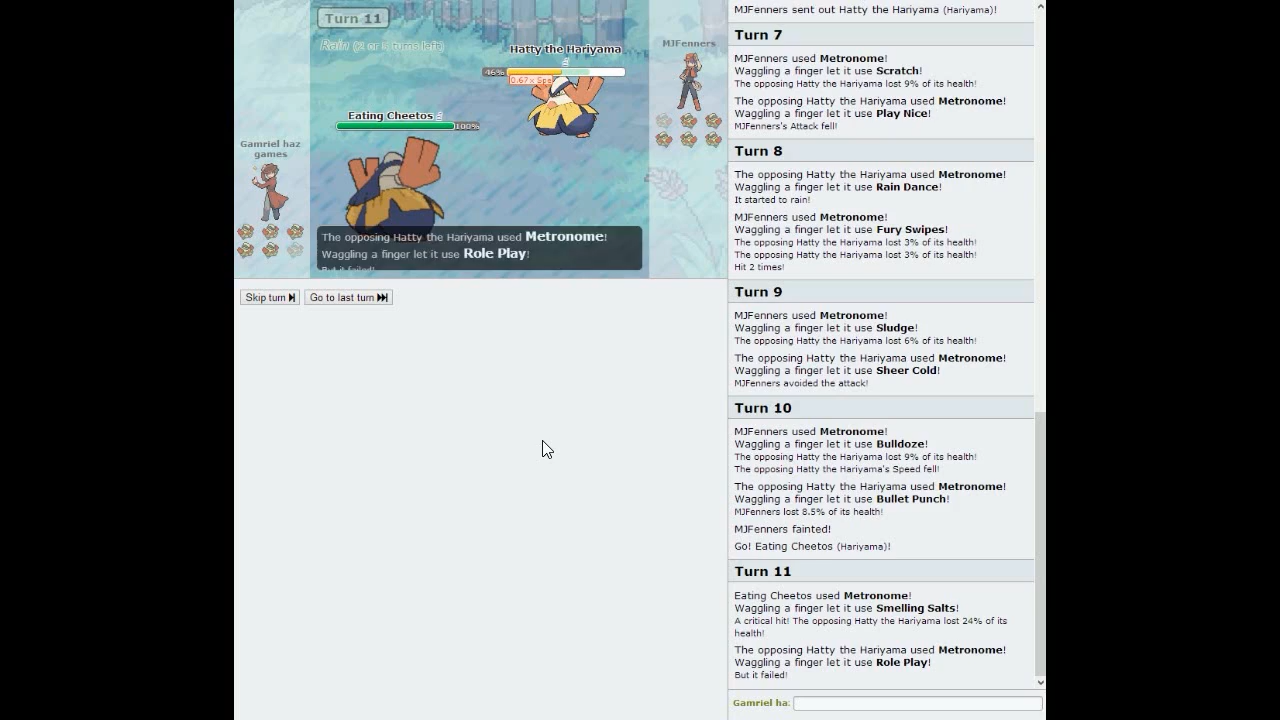 Turn 11
Hatty the Hariyama
46%
Eating Cheetos
100%
Gamriel haz
games
MJFenners
The opposing Hatty the Hariyama used Metronome!
Waggling a finger let it use Role Play!
But it failed!
Skip turn
Go to last turn
MJFenners sent out Hatty the Hariyama (Hariyama)!
Turn 7
MJFenners used Metronome!
Waggling a finger let it use Scratch!
The opposing Hatty the Hariyama lost 9% of its health!
The opposing Hatty the Hariyama used Metronome!
Waggling a finger let it use Play Nice!
MJFenners's Attack fell!
Turn 8
The opposing Hatty the Hariyama used Metronome!
Waggling a finger let it use Rain Dance!
It started to rain!
MJFenners used Metronome!
Waggling a finger let it use Fury Swipes!
The opposing Hatty the Hariyama lost 3% of its health!
The opposing Hatty the Hariyama lost 3% of its health!
Hit 2 times!
Turn 9
MJFenners used Metronome!
Waggling a finger let it use Sludge!
The opposing Hatty the Hariyama lost 6% of its health!
The opposing Hatty the Hariyama used Metronome!
Waggling a finger let it use Sheer Cold!
MJFenners avoided the attack!
Turn 10
MJFenners used Metronome!
Waggling a finger let it use Bulldoze!
The opposing Hatty the Hariyama lost 9% of its health!
The opposing Hatty the Hariyama's Speed fell!
The opposing Hatty the Hariyama used Metronome!
Waggling a finger let it use Bullet Punch!
MJFenners lost 8.5% of its health!
MJFenners fainted!
Go! Eating Cheetos (Hariyama)!
Turn 11
Eating Cheetos used Metronome!
Waggling a finger let it use Smelling Salts!
A critical hit! The opposing Hatty the Hariyama lost 24% of its
health!
The opposing Hatty the Hariyama used Metronome!
Waggling a finger let it use Role Play!
But it failed!
Gamriel ha: